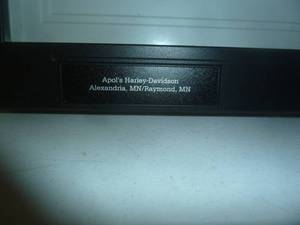 Apol's Harley-Davidson
Alexandria, MN/Raymond, MN